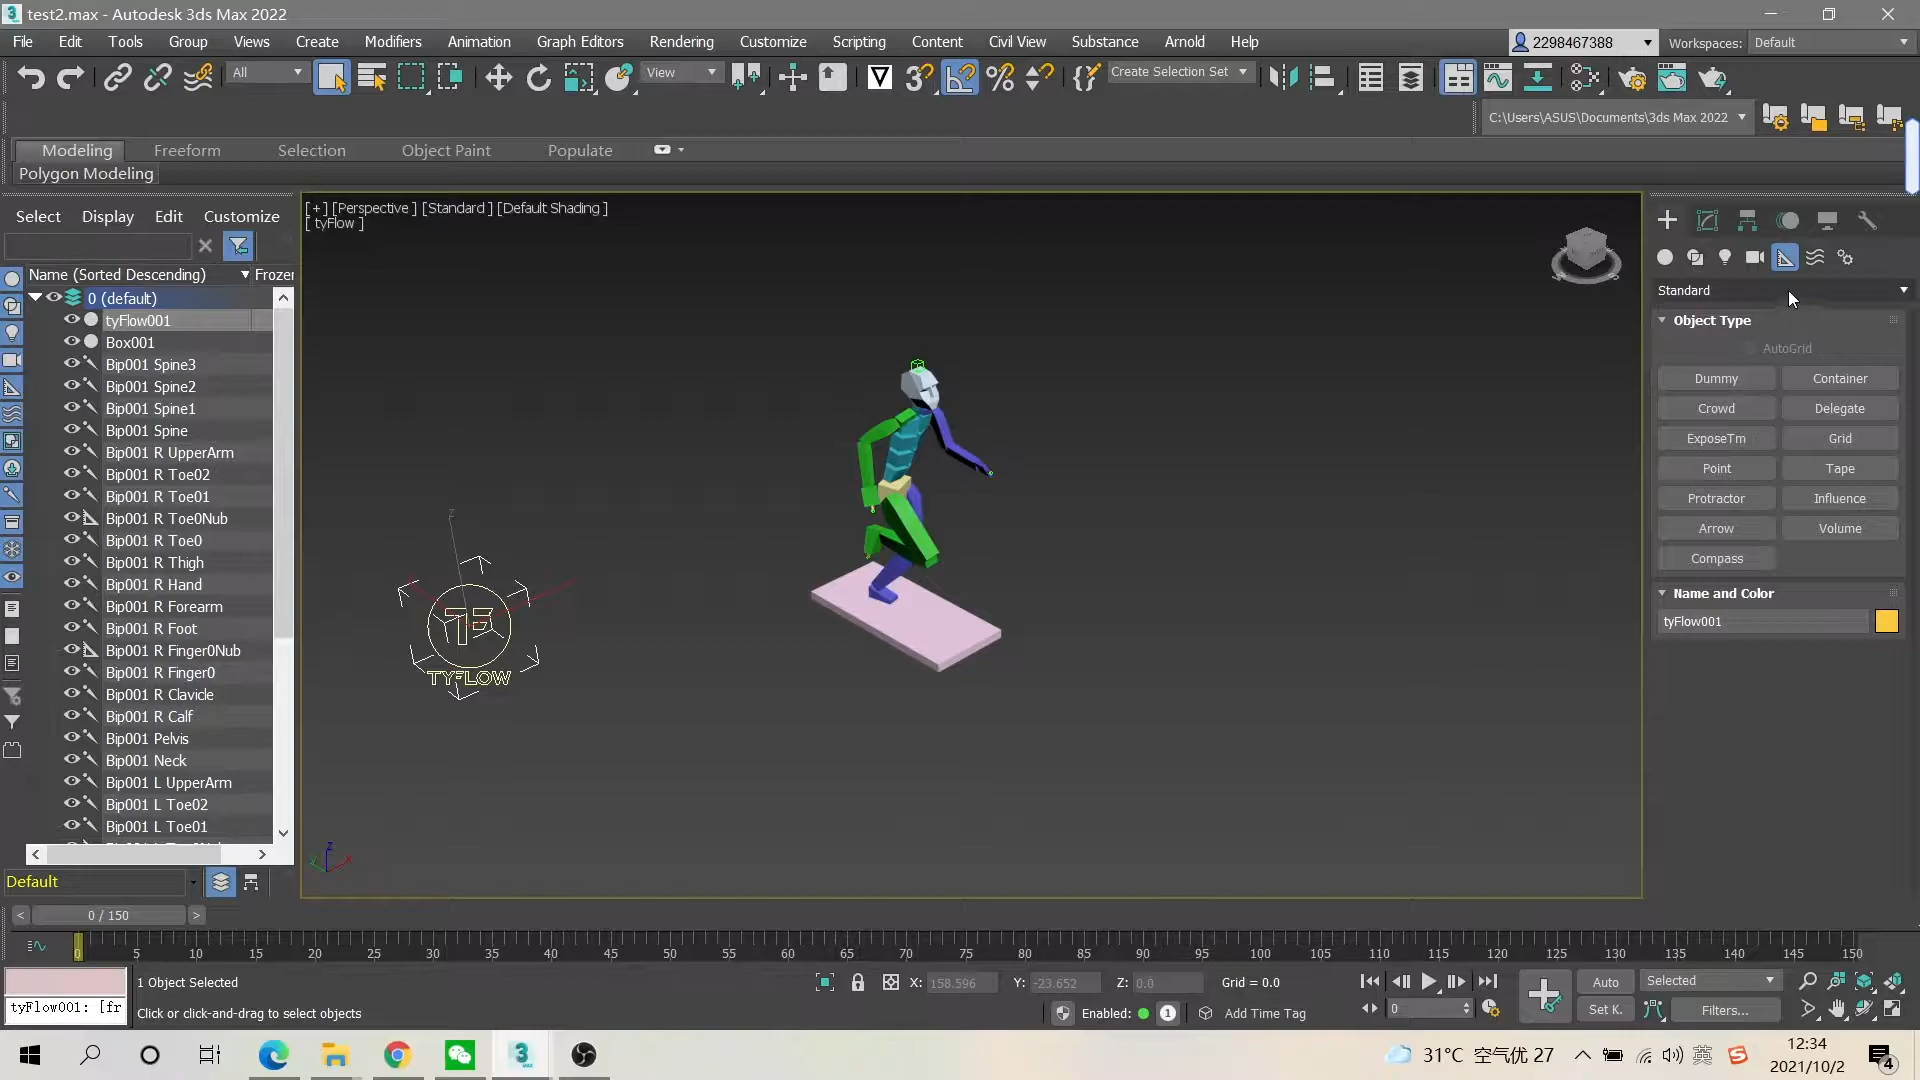 test2.max - Autodesk 3ds Max 2022
File Edit Tools Group Views Create Modifiers Animation Graph Editors Rendering Customize Scripting Content Civil View Substance Arnold Help
2298467388 Workspaces: Default
All View Create Selection Set
C:\Users\ASUS\Documents\3ds Max 2022
Modeling Freeform Selection Object Paint Populate
Polygon Modeling
Select Display Edit Customize
Name (Sorted Descending) Frozen
0 (default)
tyFlow001
Box001
Bip001 Spine3
Bip001 Spine2
Bip001 Spine1
Bip001 Spine
Bip001 R UpperArm
Bip001 R Toe02
Bip001 R Toe01
Bip001 R Toe0Nub
Bip001 R Toe0
Bip001 R Thigh
Bip001 R Hand
Bip001 R Forearm
Bip001 R Foot
Bip001 R Finger0Nub
Bip001 R Finger0
Bip001 R Clavicle
Bip001 R Calf
Bip001 Pelvis
Bip001 Neck
Bip001 L UpperArm
Bip001 L Toe02
Bip001 L Toe01
Default
[ + ] [Perspective ] [Standard ] [Default Shading ]
[ tyFlow ]
z
TYFLOW
z
x
Standard
Object Type
AutoGrid
Dummy Container
Crowd Delegate
ExposeTm Grid
Point Tape
Protractor Influence
Arrow Volume
Compass
Name and Color
tyFlow001
< 0 / 150 >
0 5 10 15 20 25 30 35 40 45 50 55 60 65 70 75 80 85 90 95 100 105 110 115 120 125 130 135 140 145 150
1 Object Selected X: 158.596 Y: -23.652 Z: 0.0 Grid = 0.0 Auto Selected
tyFlow001: [fr Click or click-and-drag to select objects Enabled: 1 Add Time Tag 0 Set K. Filters...
31°C 空气优 27 英 12:34
2021/10/2
4